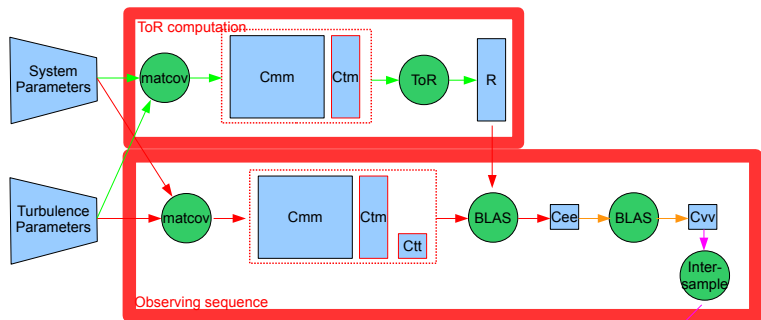 ToR computation
System
Parameters
matcov
Cmm
Ctm
ToR
R
Turbulence
Parameters
matcov
Cmm
Ctm
Ctt
BLAS
Cee
BLAS
Cvv
Inter-
sample
Observing sequence